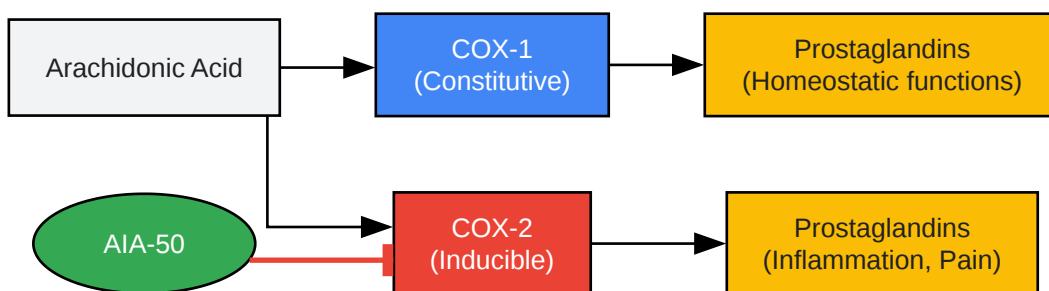 Arachidonic Acid
COX-1
(Constitutive)
Prostaglandins
(Homeostatic functions)
AIA-50
COX-2
(Inducible)
Prostaglandins
(Inflammation, Pain)